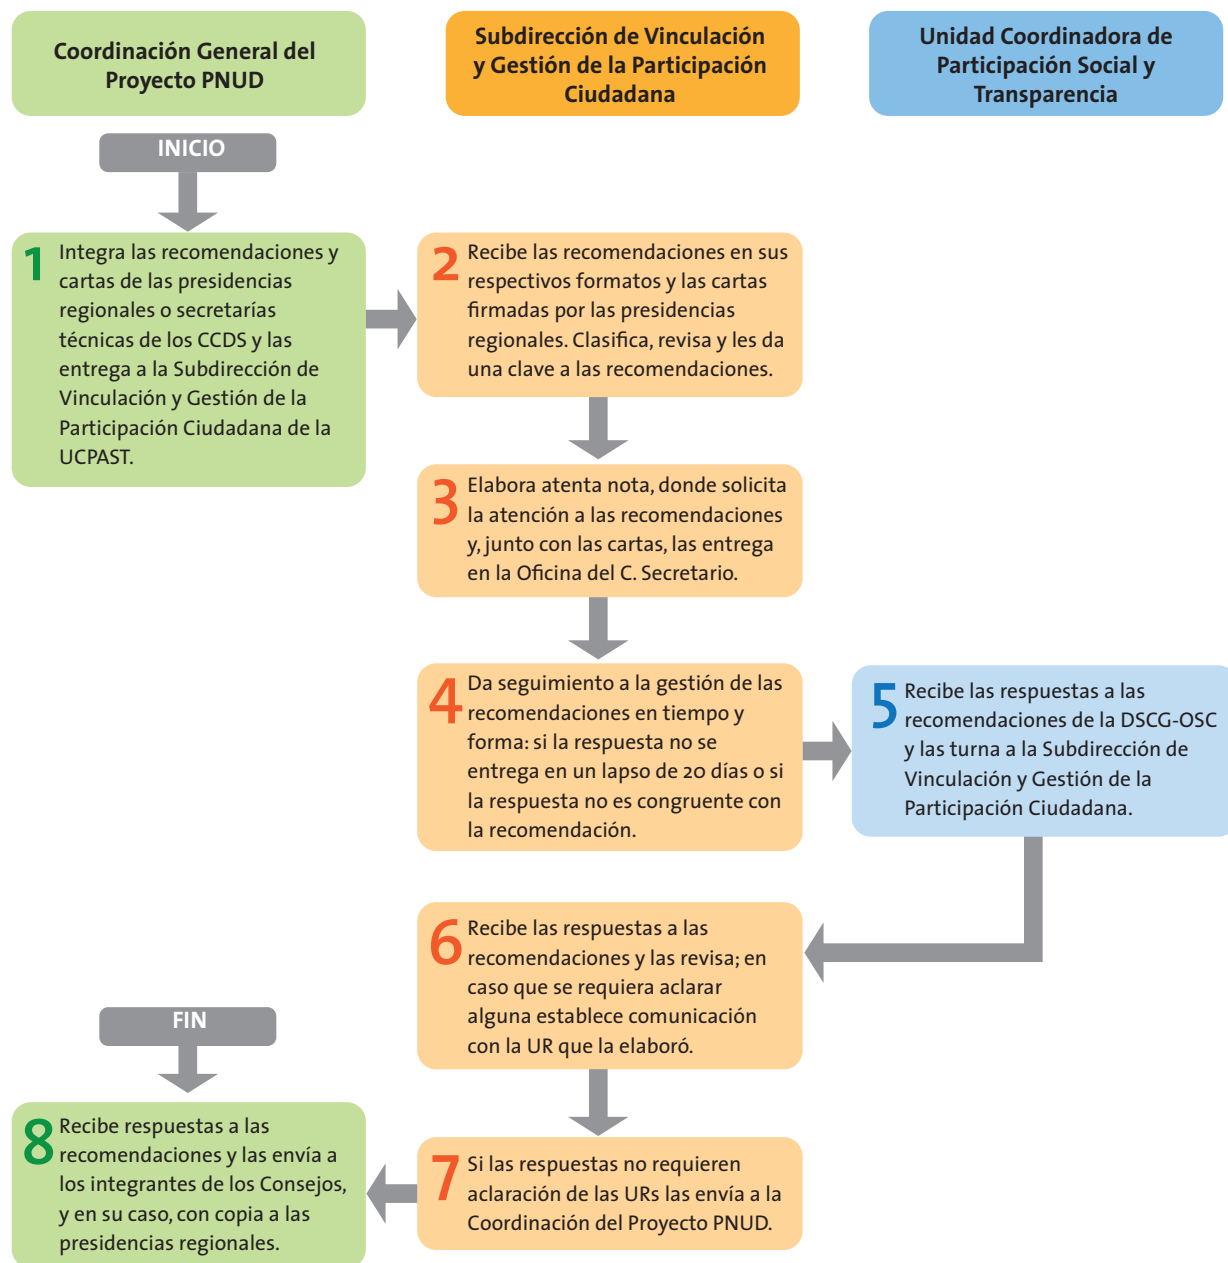 Coordinación General del
Proyecto PNUD
Subdirección de Vinculación
y Gestión de la Participación
Ciudadana
Unidad Coordinadora de
Participación Social y
Transparencia
INICIO
1 Integra las recomendaciones y
cartas de las presidencias
regionales o secretarías
técnicas de los CCDS y las
entrega a la Subdirección de
Vinculación y Gestión de la
Participación Ciudadana de la
UCPAST.
2 Recibe las recomendaciones en sus
respectivos formatos y las cartas
firmadas por las presidencias
regionales. Clasifica, revisa y les da
una clave a las recomendaciones.
3 Elabora atenta nota, donde solicita
la atención a las recomendaciones
y, junto con las cartas, las entrega
en la Oficina del C. Secretario.
4 Da seguimiento a la gestión de las
recomendaciones en tiempo y
forma: si la respuesta no se
entrega en un lapso de 20 días o si
la respuesta no es congruente con
la recomendación.
5 Recibe las respuestas a las
recomendaciones de la DSCG-OSC
y las turna a la Subdirección de
Vinculación y Gestión de la
Participación Ciudadana.
6 Recibe las respuestas a las
recomendaciones y las revisa; en
caso que se requiera aclarar
alguna establece comunicación
con la UR que la elaboró.
7 Si las respuestas no requieren
aclaración de las URs las envía a la
Coordinación del Proyecto PNUD.
FIN
8 Recibe respuestas a las
recomendaciones y las envía a
los integrantes de los Consejos,
y en su caso, con copia a las
presidencias regionales.